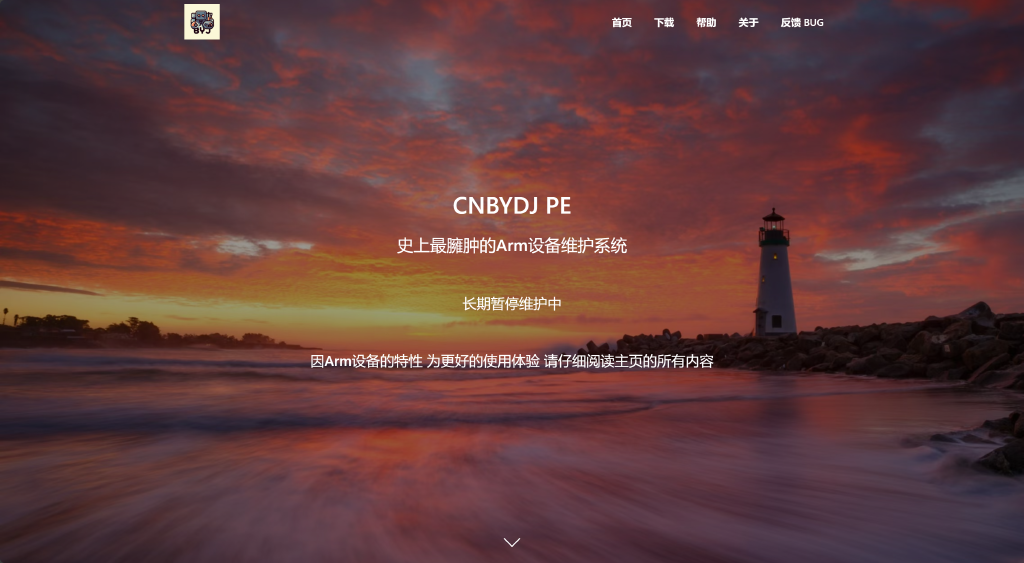 BYJ
首页 下载 帮助 关于 反馈 BUG
CNBYDJ PE
史上最臃肿的Arm设备维护系统
长期暂停维护中
因Arm设备的特性 为更好的使用体验 请仔细阅读主页的所有内容